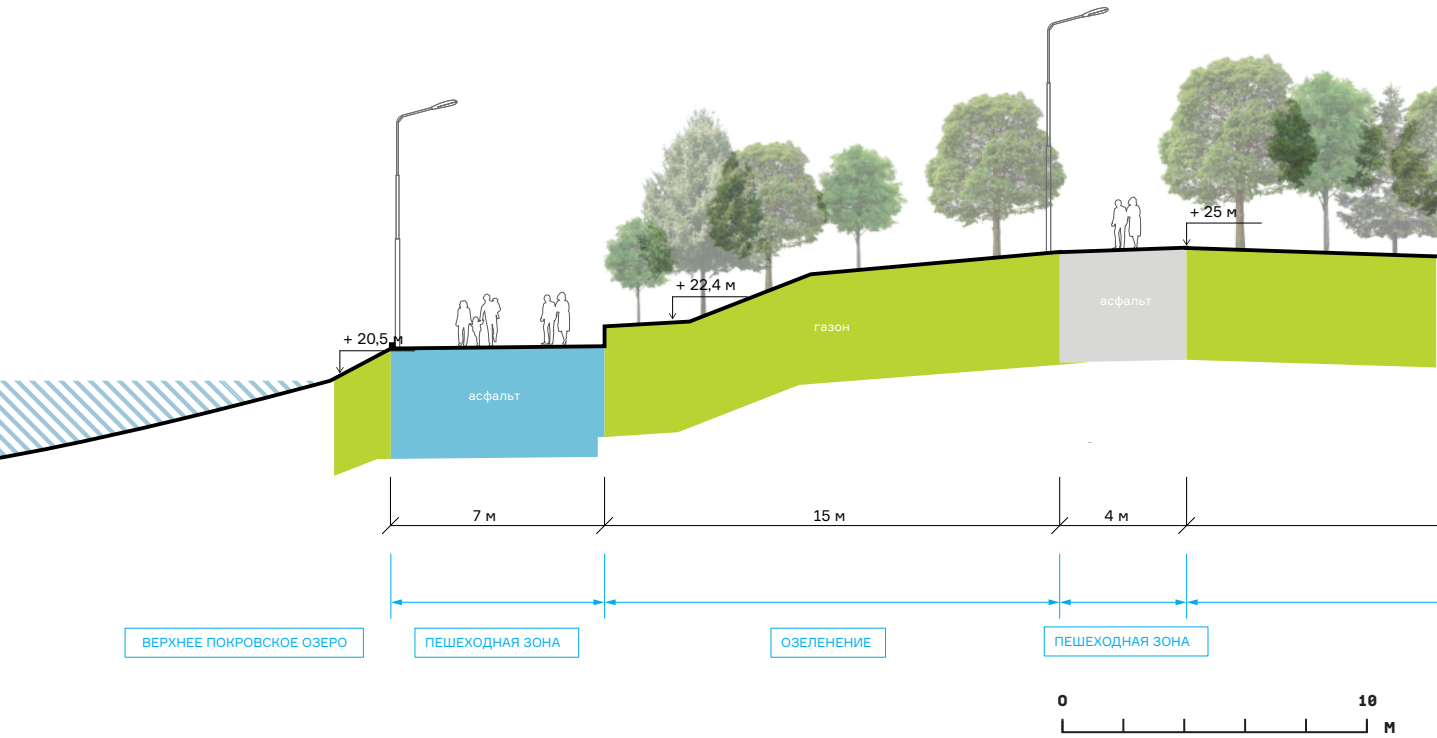 + 25 м
+ 22,4 м
асфальт
газон
+ 20,5 м
асфальт
7 м
15 м
4 м
ВЕРХНЕЕ ПОКРОВСКОЕ ОЗЕРО
ПЕШЕХОДНАЯ ЗОНА
ОЗЕЛЕНЕНИЕ
ПЕШЕХОДНАЯ ЗОНА
0
10
М